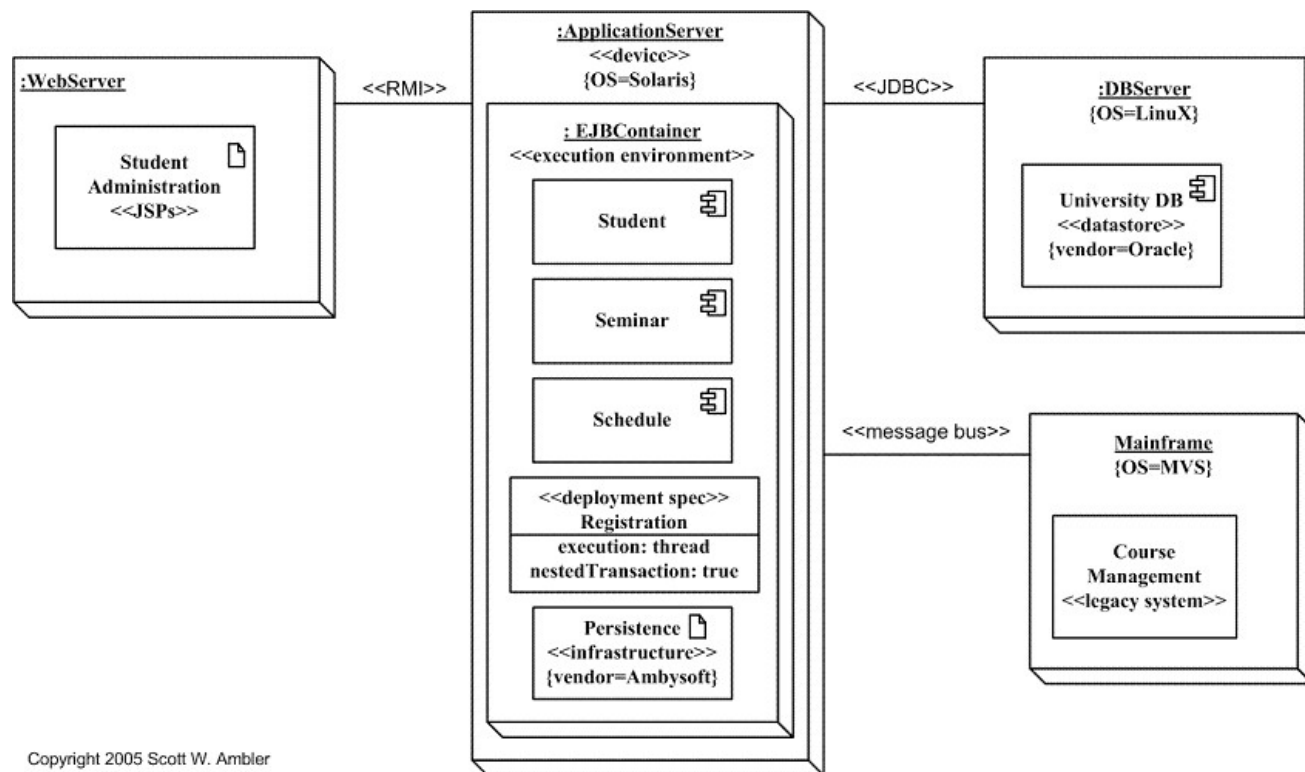 :WebServer
Student
Administration
<<JSPs>>
<<RMI>>
:ApplicationServer
<<device>>
{OS=Solaris}
: EJBContainer
<<execution environment>>
Student
Seminar
Schedule
<<deployment spec>>
Registration
execution: thread
nestedTransaction: true
Persistence
<<infrastructure>>
{vendor=Ambysoft}
<<JDBC>>
:DBServer
{OS=LinuX}
University DB
<<datastore>>
{vendor=Oracle}
<<message bus>>
Mainframe
{OS=MVS}
Course
Management
<<legacy system>>
Copyright 2005 Scott W. Ambler